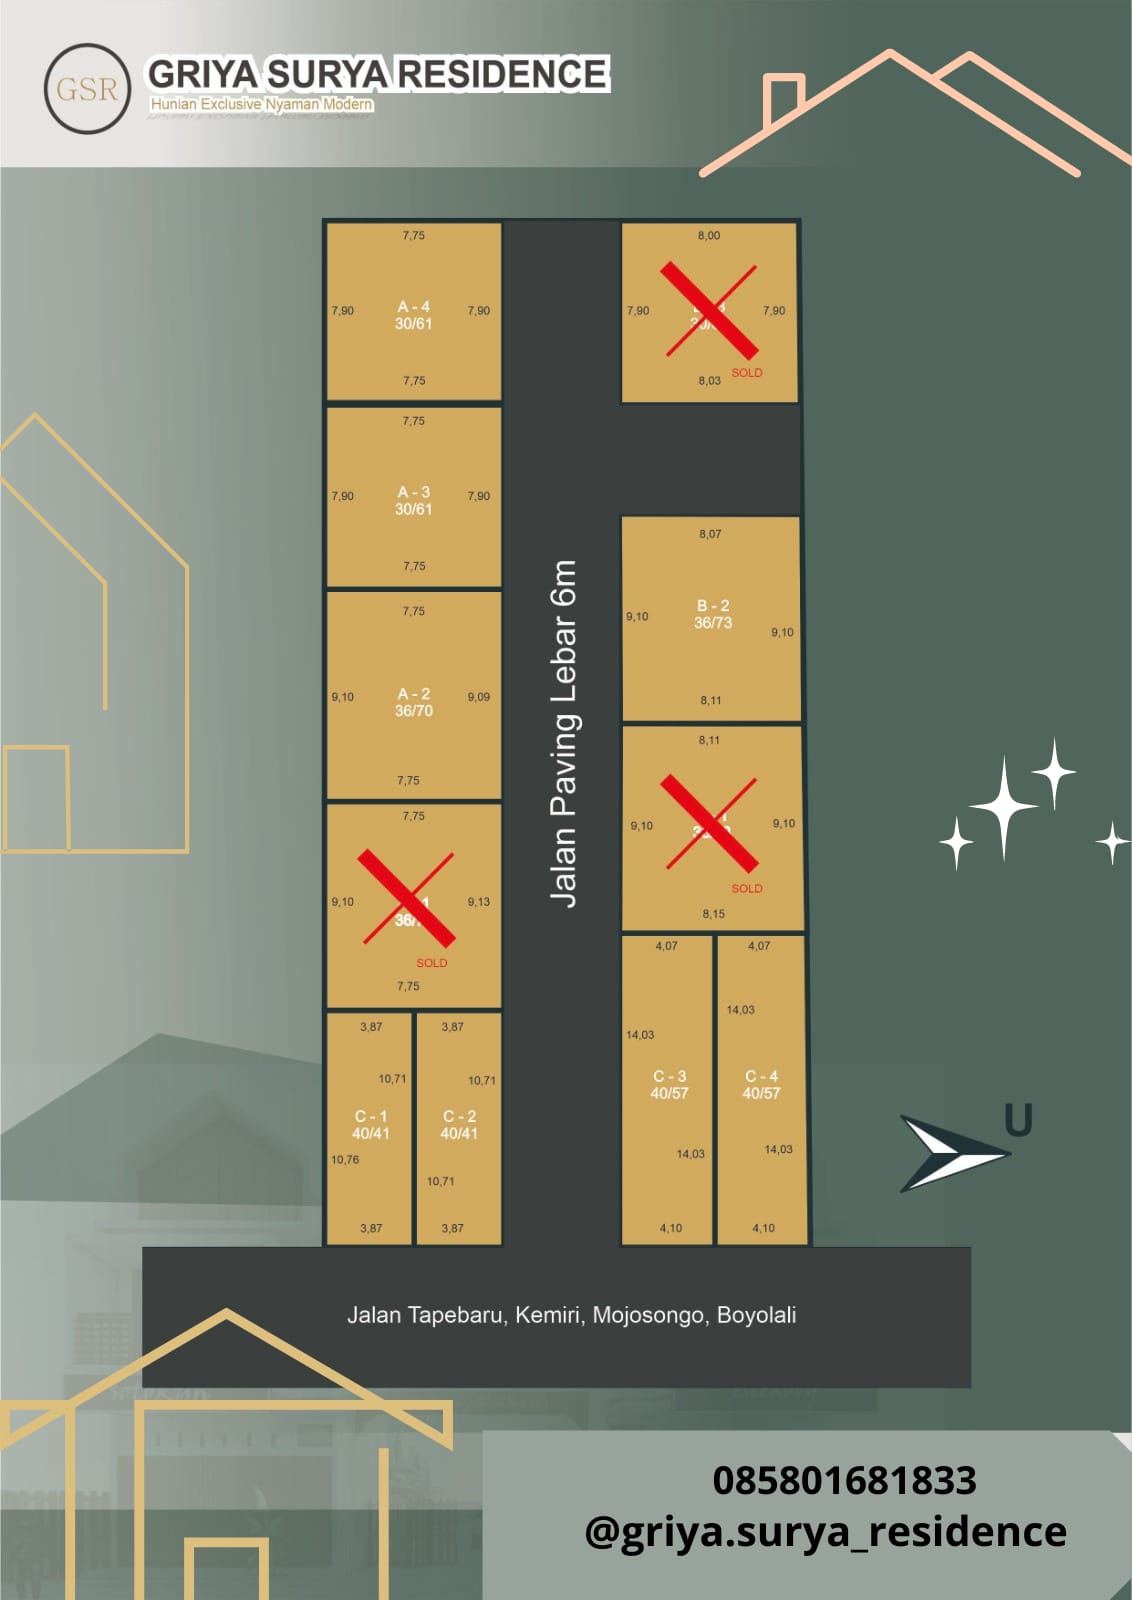 GSR
GRIYA SURYA RESIDENCE
Hunian Exclusive Nyaman Modern
7,75
7,90
A - 4
30/61
7,90
7,75
8,00
7,90
7,90
8,03
SOLD
7,75
7,90
A - 3
30/61
7,90
7,75
7,75
9,10
A - 2
36/70
9,09
7,75
Jalan Paving Lebar 6m
8,07
9,10
B - 2
36/73
9,10
8,11
8,11
9,10
9,10
SOLD
8,15
7,75
9,10
9,13
SOLD
7,75
3,87
10,71
C - 1
40/41
10,76
3,87
3,87
10,71
C - 2
40/41
10,71
3,87
4,07
14,03
C - 3
40/57
14,03
4,10
4,07
14,03
C - 4
40/57
14,03
4,10
U
Jalan Tapebaru, Kemiri, Mojosongo, Boyolali
085801681833
@griya.surya_residence